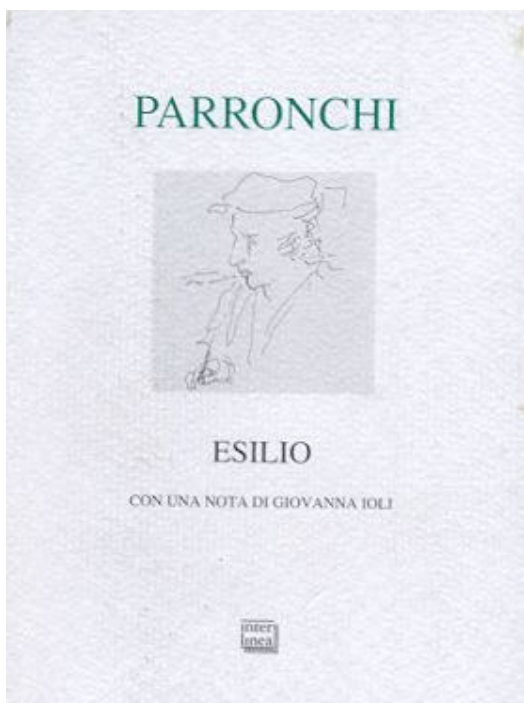 PARRONCHI
ESILIO
CON UNA NOTA DI GIOVANNA IOLI
inter
linea